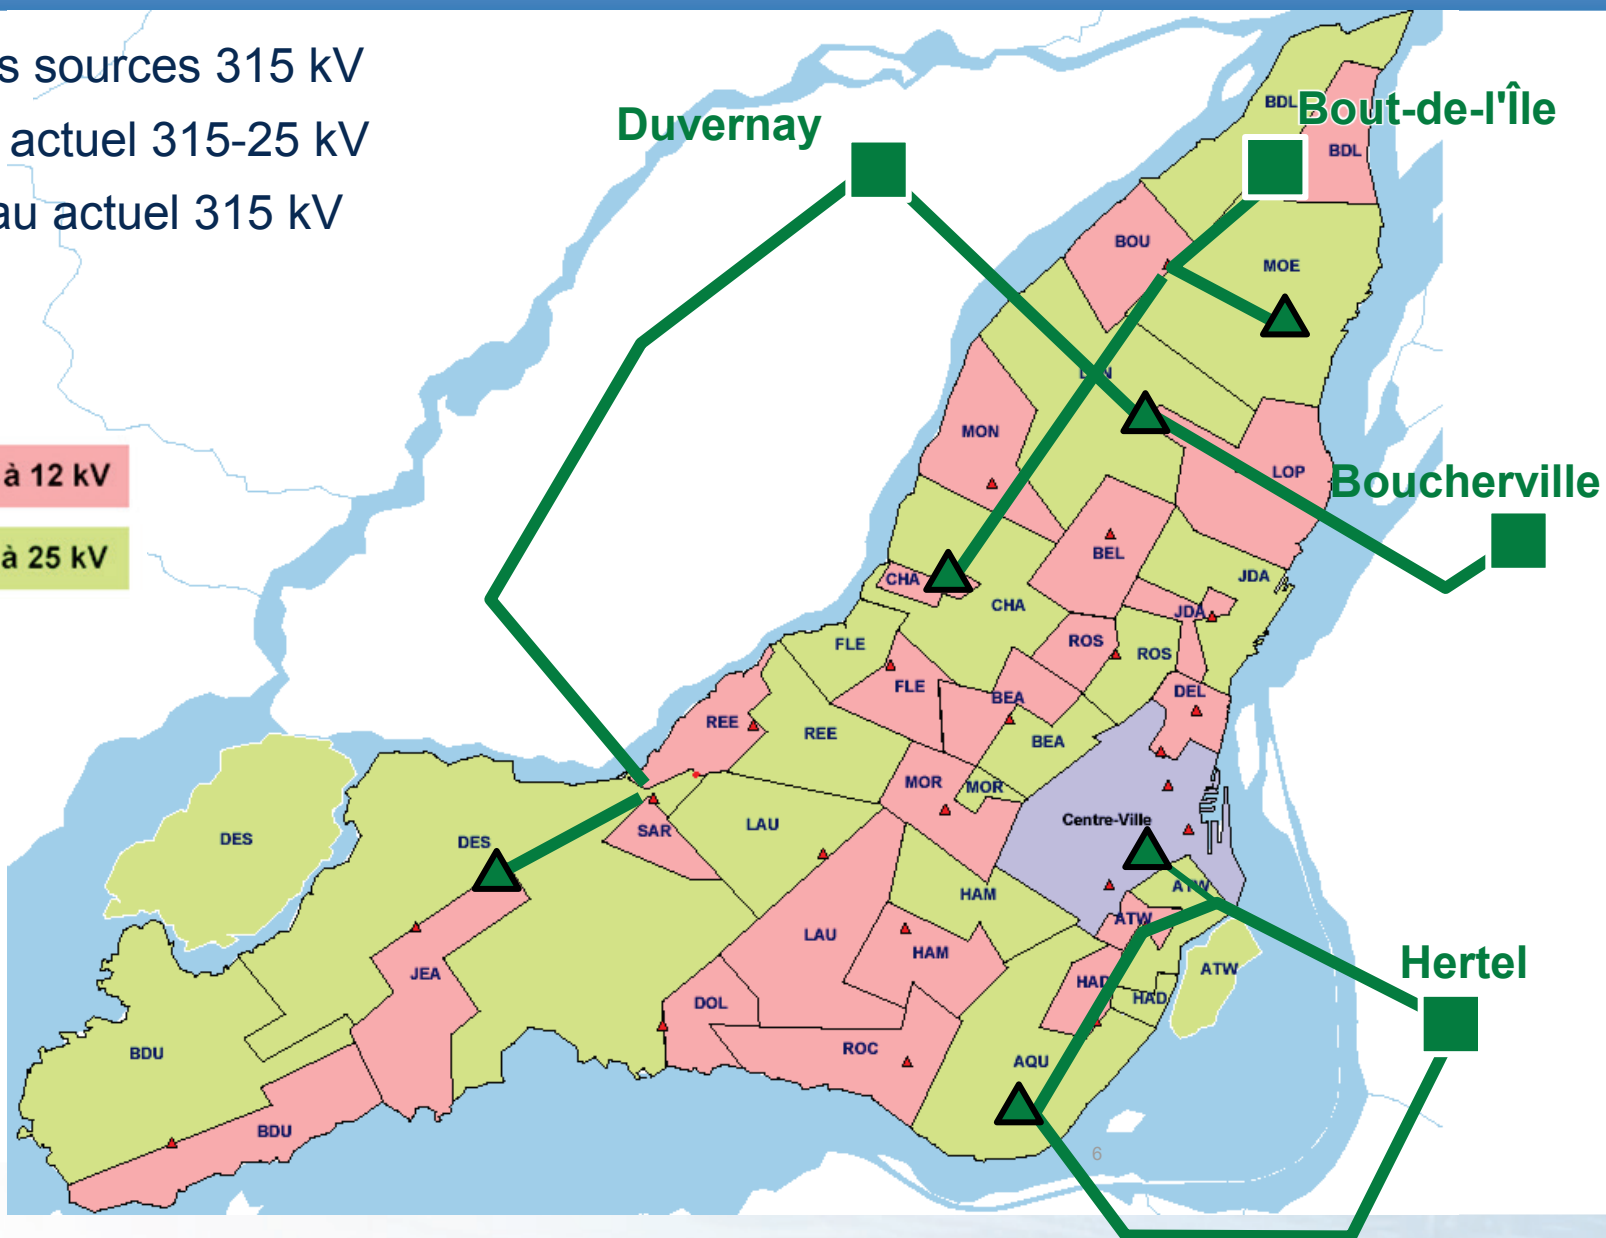 s sources 315 kV
actuel 315-25 kV
au actuel 315 kV
à 12 kV
à 25 kV
Duvernay
Bout-de-l'Île
BDL
BDL
BOU
MOE
MON
LOP
Boucherville
BEL
CHA
JDA
CHA
JDA
FLE
ROS
ROS
FLE
BEA
DEL
REE
REE
BEA
MOR
MOR
Centre-Ville
SAR
LAU
DES
DES
HAM
ATW
ATW
LAU
HAM
Hertel
ATW
JEA
HAD
HAD
DOL
BDU
ROC
AQU
BDU
6